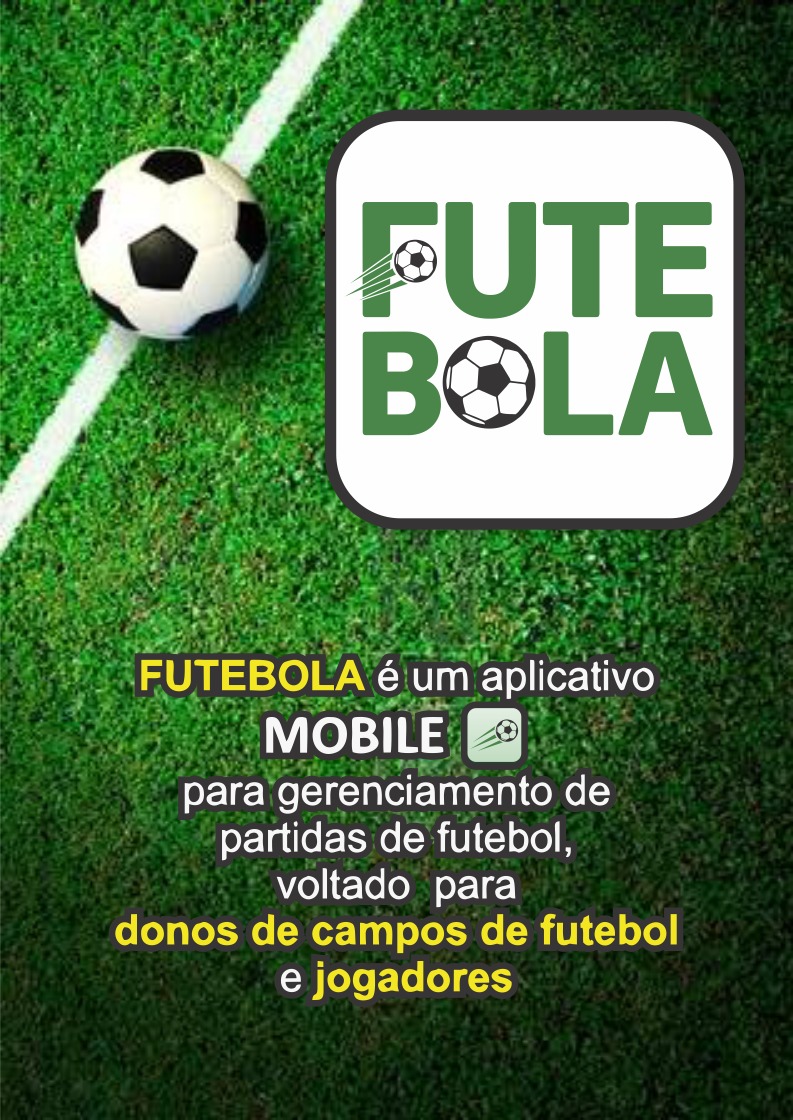 FUTE
BOLA
FUTEBOLA é um aplicativo
MOBILE
para gerenciamento de
partidas de futebol,
voltado para
donos de campos de futebol
e jogadores